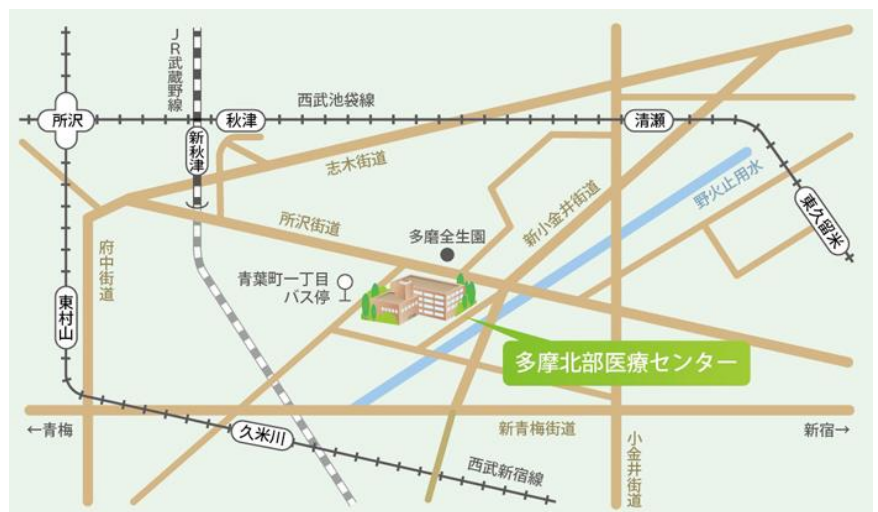 JR武蔵野線
西武池袋線
所沢
秋津
清瀬
新秋津
志木街道
野火止用水
東久留米
所沢街道
新小金井街道
多磨全生園
府中街道
青葉町一丁目
バス停
東村山
多摩北部医療センター
←青梅
久米川
新青梅街道
小金井街道
新宿→
西武新宿線